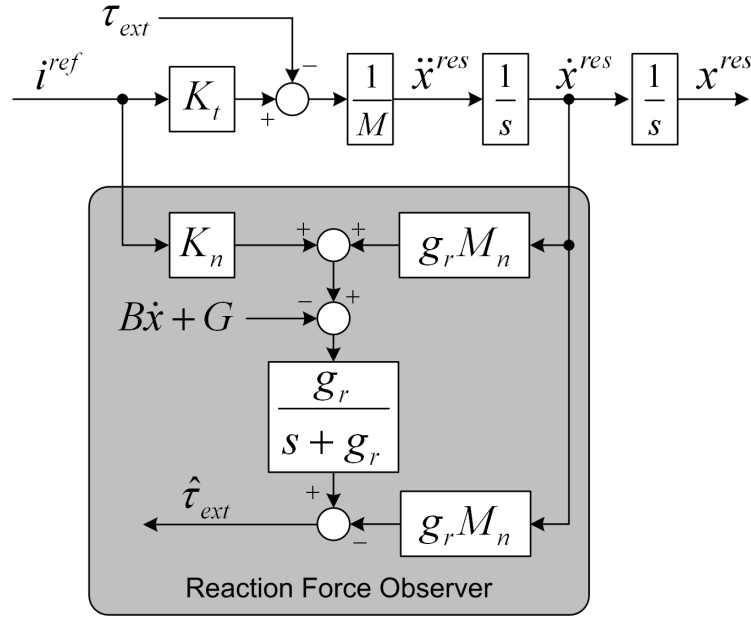 τ_ext
i^ref
K_t
1/M
ẍ^res
1/s
ẋ^res
1/s
x^res
−
+
K_n
+
+
g_r M_n
Bẋ + G
−
+
g_r/(s + g_r)
τ̂_ext
+
−
g_r M_n
Reaction Force Observer